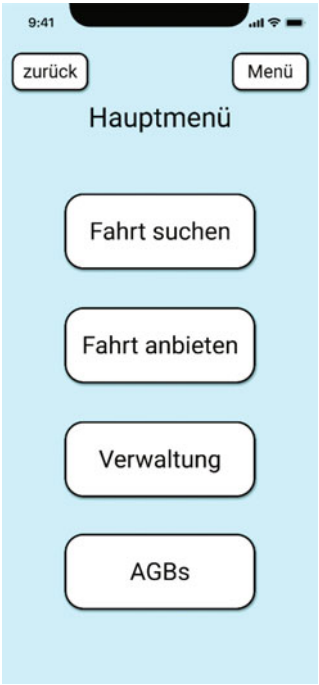 9:41
zurück
Menü
Hauptmenü
Fahrt suchen
Fahrt anbieten
Verwaltung
AGBs